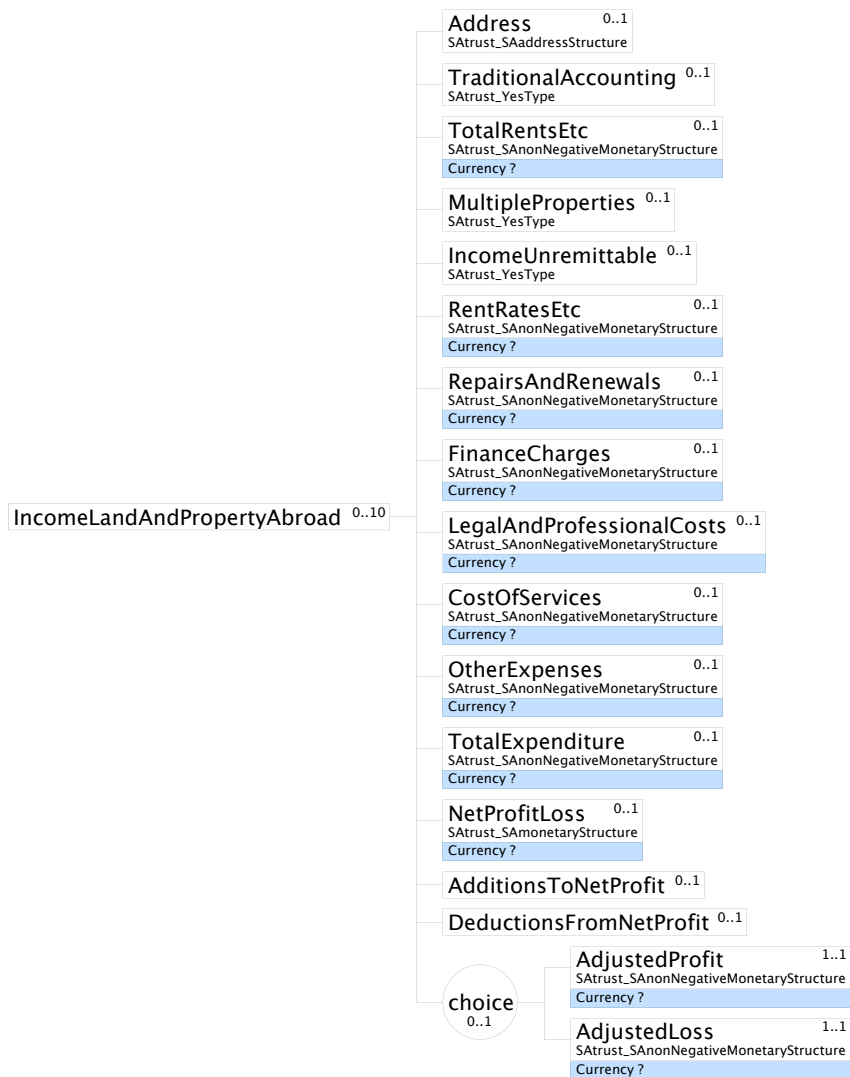 Address 0..1
SAtrust_SAaddressStructure
TraditionalAccounting 0..1
SAtrust_YesType
TotalRentsEtc 0..1
SAtrust_SAnonNegativeMonetaryStructure
Currency ?
MultipleProperties 0..1
SAtrust_YesType
IncomeUnremittable 0..1
SAtrust_YesType
RentRatesEtc 0..1
SAtrust_SAnonNegativeMonetaryStructure
Currency ?
RepairsAndRenewals 0..1
SAtrust_SAnonNegativeMonetaryStructure
Currency ?
FinanceCharges 0..1
SAtrust_SAnonNegativeMonetaryStructure
Currency ?
IncomeLandAndPropertyAbroad 0..10
LegalAndProfessionalCosts 0..1
SAtrust_SAnonNegativeMonetaryStructure
Currency ?
CostOfServices 0..1
SAtrust_SAnonNegativeMonetaryStructure
Currency ?
OtherExpenses 0..1
SAtrust_SAnonNegativeMonetaryStructure
Currency ?
TotalExpenditure 0..1
SAtrust_SAnonNegativeMonetaryStructure
Currency ?
NetProfitLoss 0..1
SAtrust_SAmonetaryStructure
Currency ?
AdditionsToNetProfit 0..1
DeductionsFromNetProfit 0..1
choice
0..1
AdjustedProfit 1..1
SAtrust_SAnonNegativeMonetaryStructure
Currency ?
AdjustedLoss 1..1
SAtrust_SAnonNegativeMonetaryStructure
Currency ?